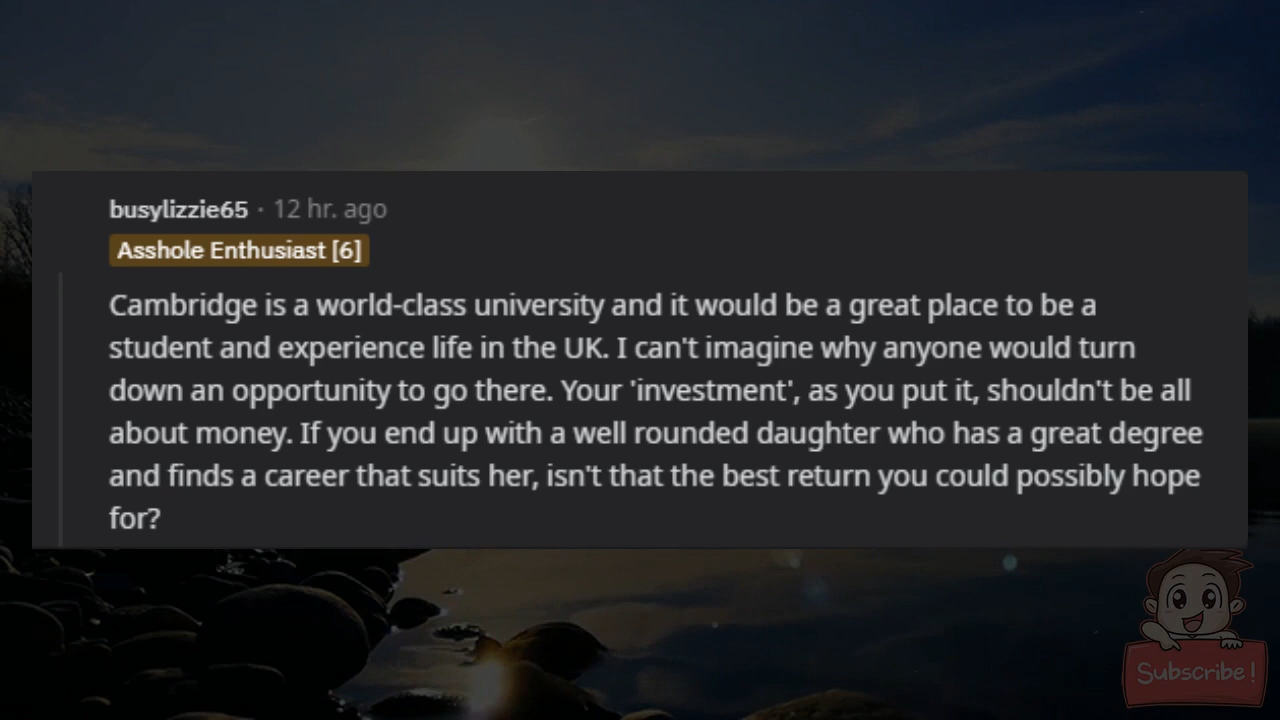 busylizzie65 · 12 hr. ago
Asshole Enthusiast [6]
Cambridge is a world-class university and it would be a great place to be a
student and experience life in the UK. I can't imagine why anyone would turn
down an opportunity to go there. Your 'investment', as you put it, shouldn't be all
about money. If you end up with a well rounded daughter who has a great degree
and finds a career that suits her, isn't that the best return you could possibly hope
for?
Subscribe!